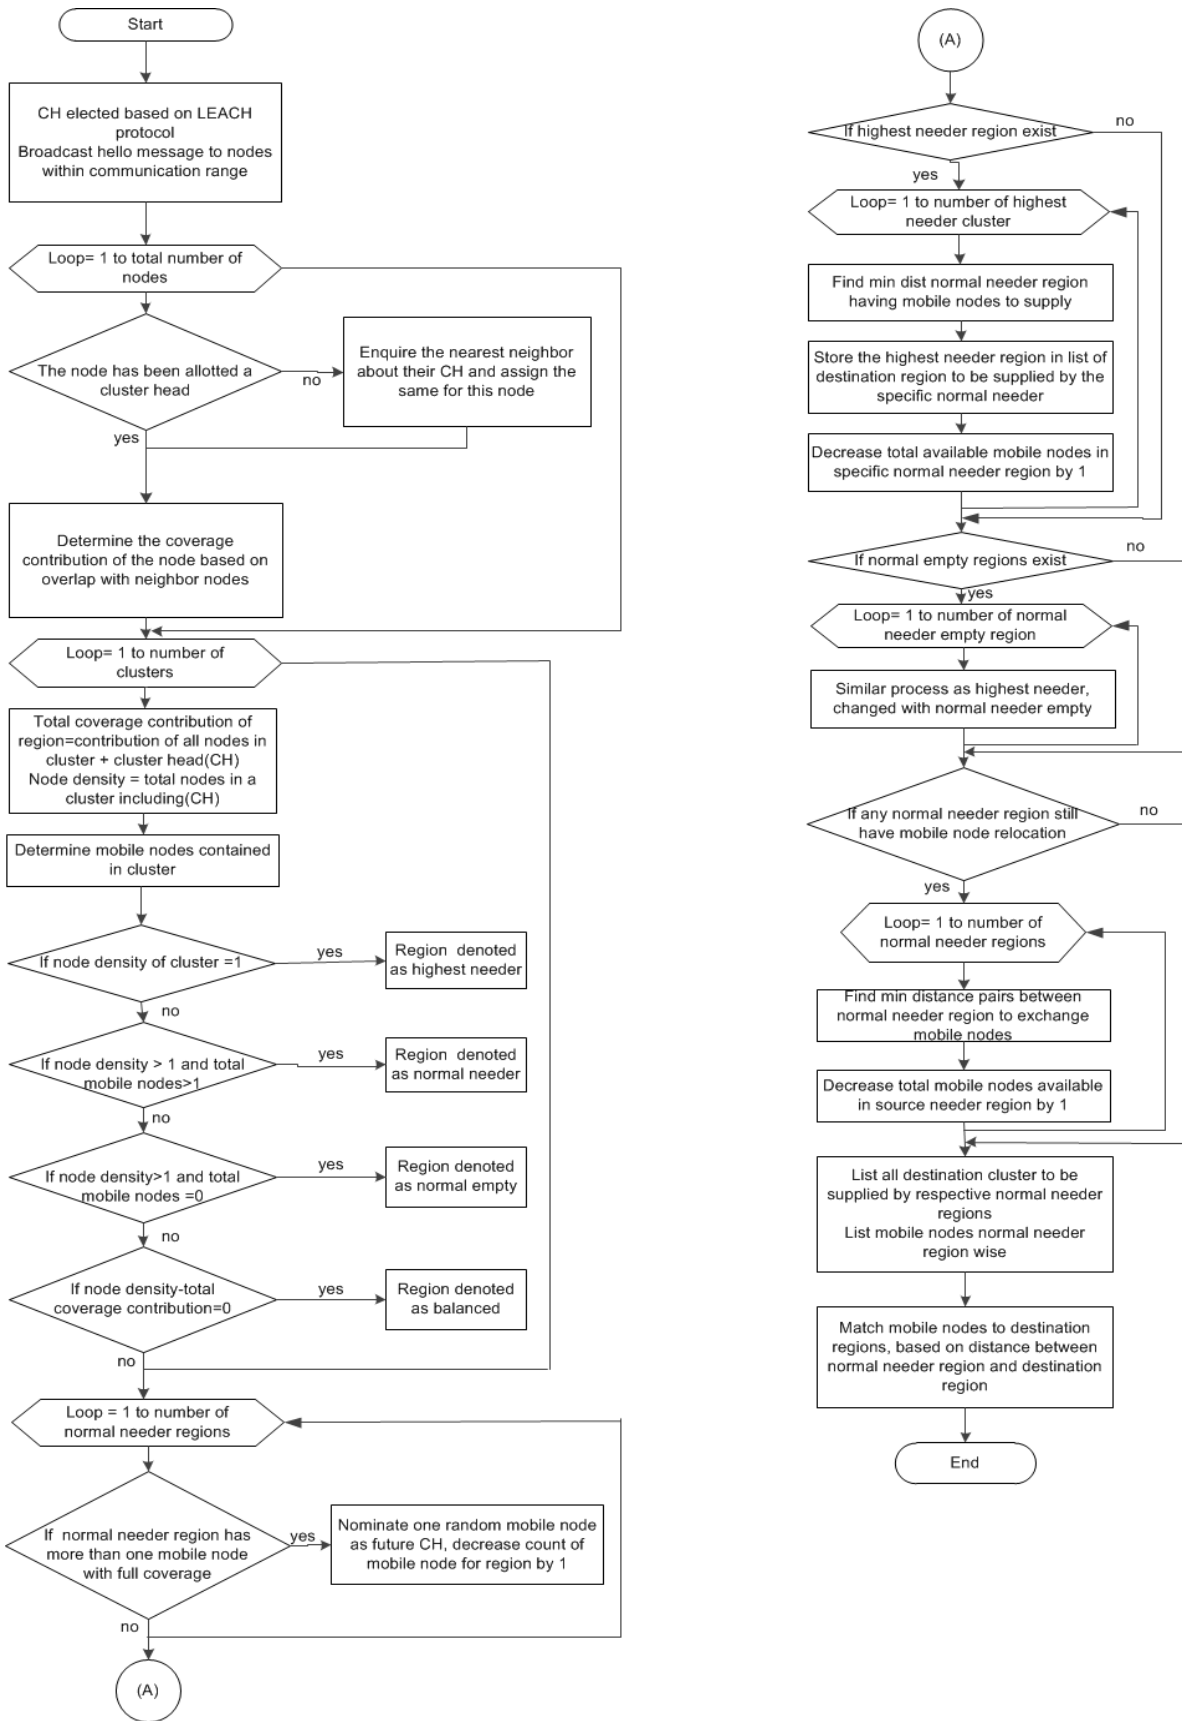 Start
CH elected based on LEACH
protocol
Broadcast hello message to nodes
within communication range
Loop= 1 to total number of
nodes
The node has been allotted a
cluster head
no
Enquire the nearest neighbor
about their CH and assign the
same for this node
yes
Determine the coverage
contribution of the node based on
overlap with neighbor nodes
Loop= 1 to number of
clusters
Total coverage contribution of
region=contribution of all nodes in
cluster + cluster head(CH)
Node density = total nodes in a
cluster including(CH)
Determine mobile nodes contained
in cluster
If node density of cluster =1
yes
Region denoted
as highest needer
no
If node density > 1 and total
mobile nodes>1
yes
Region denoted
as normal needer
no
If node density>1 and total
mobile nodes =0
yes
Region denoted
as normal empty
no
If node density-total
coverage contribution=0
yes
Region denoted
as balanced
no
Loop = 1 to number of
normal needer regions
If normal needer region has
more than one mobile node
with full coverage
yes
Nominate one random mobile node
as future CH, decrease count of
mobile node for region by 1
no
(A)
(A)
If highest needer region exist
no
yes
Loop= 1 to number of highest
needer cluster
Find min dist normal needer region
having mobile nodes to supply
Store the highest needer region in list of
destination region to be supplied by the
specific normal needer
Decrease total available mobile nodes in
specific normal needer region by 1
If normal empty regions exist
no
yes
Loop= 1 to number of normal
needer empty region
Similar process as highest needer,
changed with normal needer empty
If any normal needer region still
have mobile node relocation
no
yes
Loop= 1 to number of
normal needer regions
Find min distance pairs between
normal needer region to exchange
mobile nodes
Decrease total mobile nodes available
in source needer region by 1
List all destination cluster to be
supplied by respective normal needer
regions
List mobile nodes normal needer
region wise
Match mobile nodes to destination
regions, based on distance between
normal needer region and destination
region
End